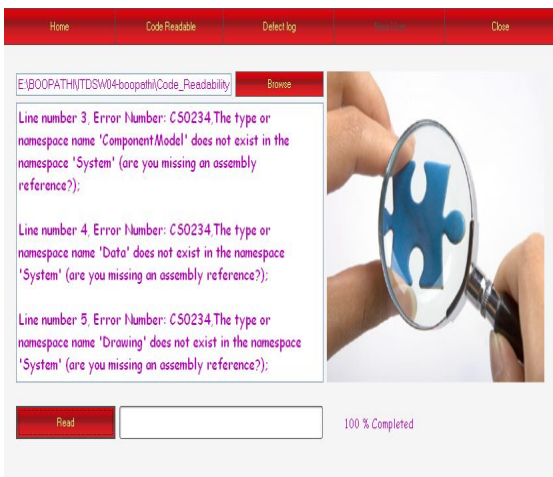 Home Code Readable Defect log Close
E:\BOOPATHI\ITDSW04-boopathi\Code_Readability Browse
Line number 3, Error Number: CS0234,The type or
namespace name 'ComponentModel' does not exist in the
namespace 'System' (are you missing an assembly
reference?);
Line number 4, Error Number: CS0234,The type or
namespace name 'Data' does not exist in the namespace
'System' (are you missing an assembly reference?);
Line number 5, Error Number: CS0234,The type or
namespace name 'Drawing' does not exist in the namespace
'System' (are you missing an assembly reference?);
Read 100 % Completed